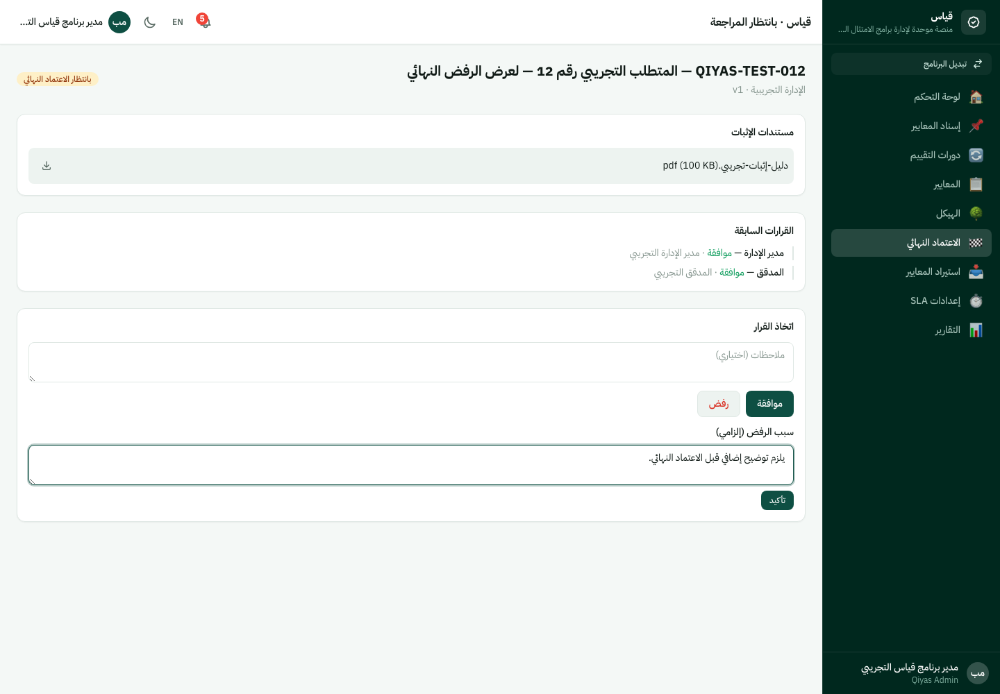 قياس
منصة موحدة لإدارة برامج الامتثال الـ...
تبديل البرنامج
لوحة التحكم
إسناد المعايير
دورات التقييم
المعايير
الهيكل
الاعتماد النهائي
استيراد المعايير
إعدادات SLA
التقارير
مدير برنامج قياس التجريبي
Qiyas Admin
مب
قياس · بانتظار المراجعة
5
EN
مب
مدير برنامج قياس التـ...
QIYAS-TEST-012 — المتطلب التجريبي رقم 12 — لعرض الرفض النهائي
الإدارة التجريبية · v1
بانتظار الاعتماد النهائي
مستندات الإثبات
دليل-إثبات-تجريبي.pdf (100 KB)
القرارات السابقة
مدير الإدارة — موافقة · مدير الإدارة التجريبي
المدقق — موافقة · المدقق التجريبي
اتخاذ القرار
ملاحظات (اختياري)
موافقة
رفض
سبب الرفض (إلزامي)
يلزم توضيح إضافي قبل الاعتماد النهائي.
تأكيد